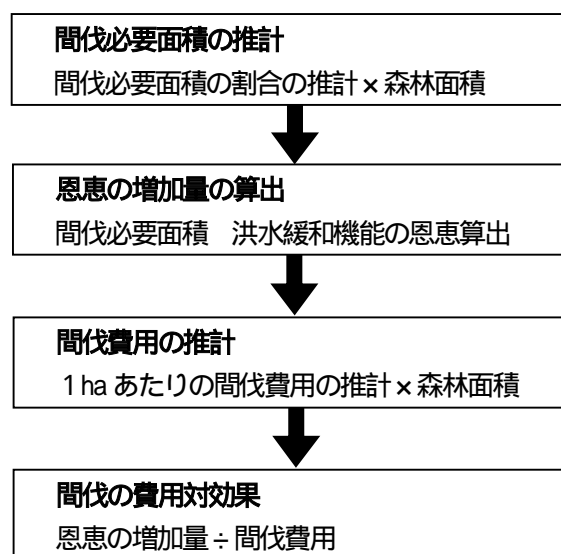 間伐必要面積の推計
間伐必要面積の割合の推計×森林面積
恩恵の増加量の算出
間伐必要面積　洪水緩和機能の恩恵算出
間伐費用の推計
1ha あたりの間伐費用の推計×森林面積
間伐の費用対効果
恩恵の増加量÷間伐費用